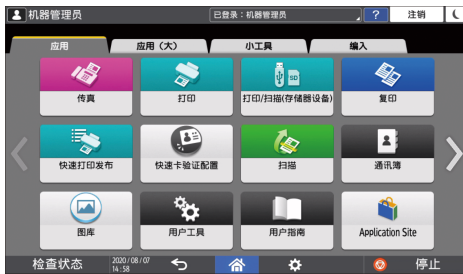 机器管理员
已登录：机器管理员
?
注销
应用
应用（大）
小工具
编入
传真
打印
打印/扫描(存储器设备)
复印
快速打印发布
快速卡验证配置
扫描
通讯簿
图库
用户工具
用户指南
Application Site
检查状态
2020/08/07
14:58
停止